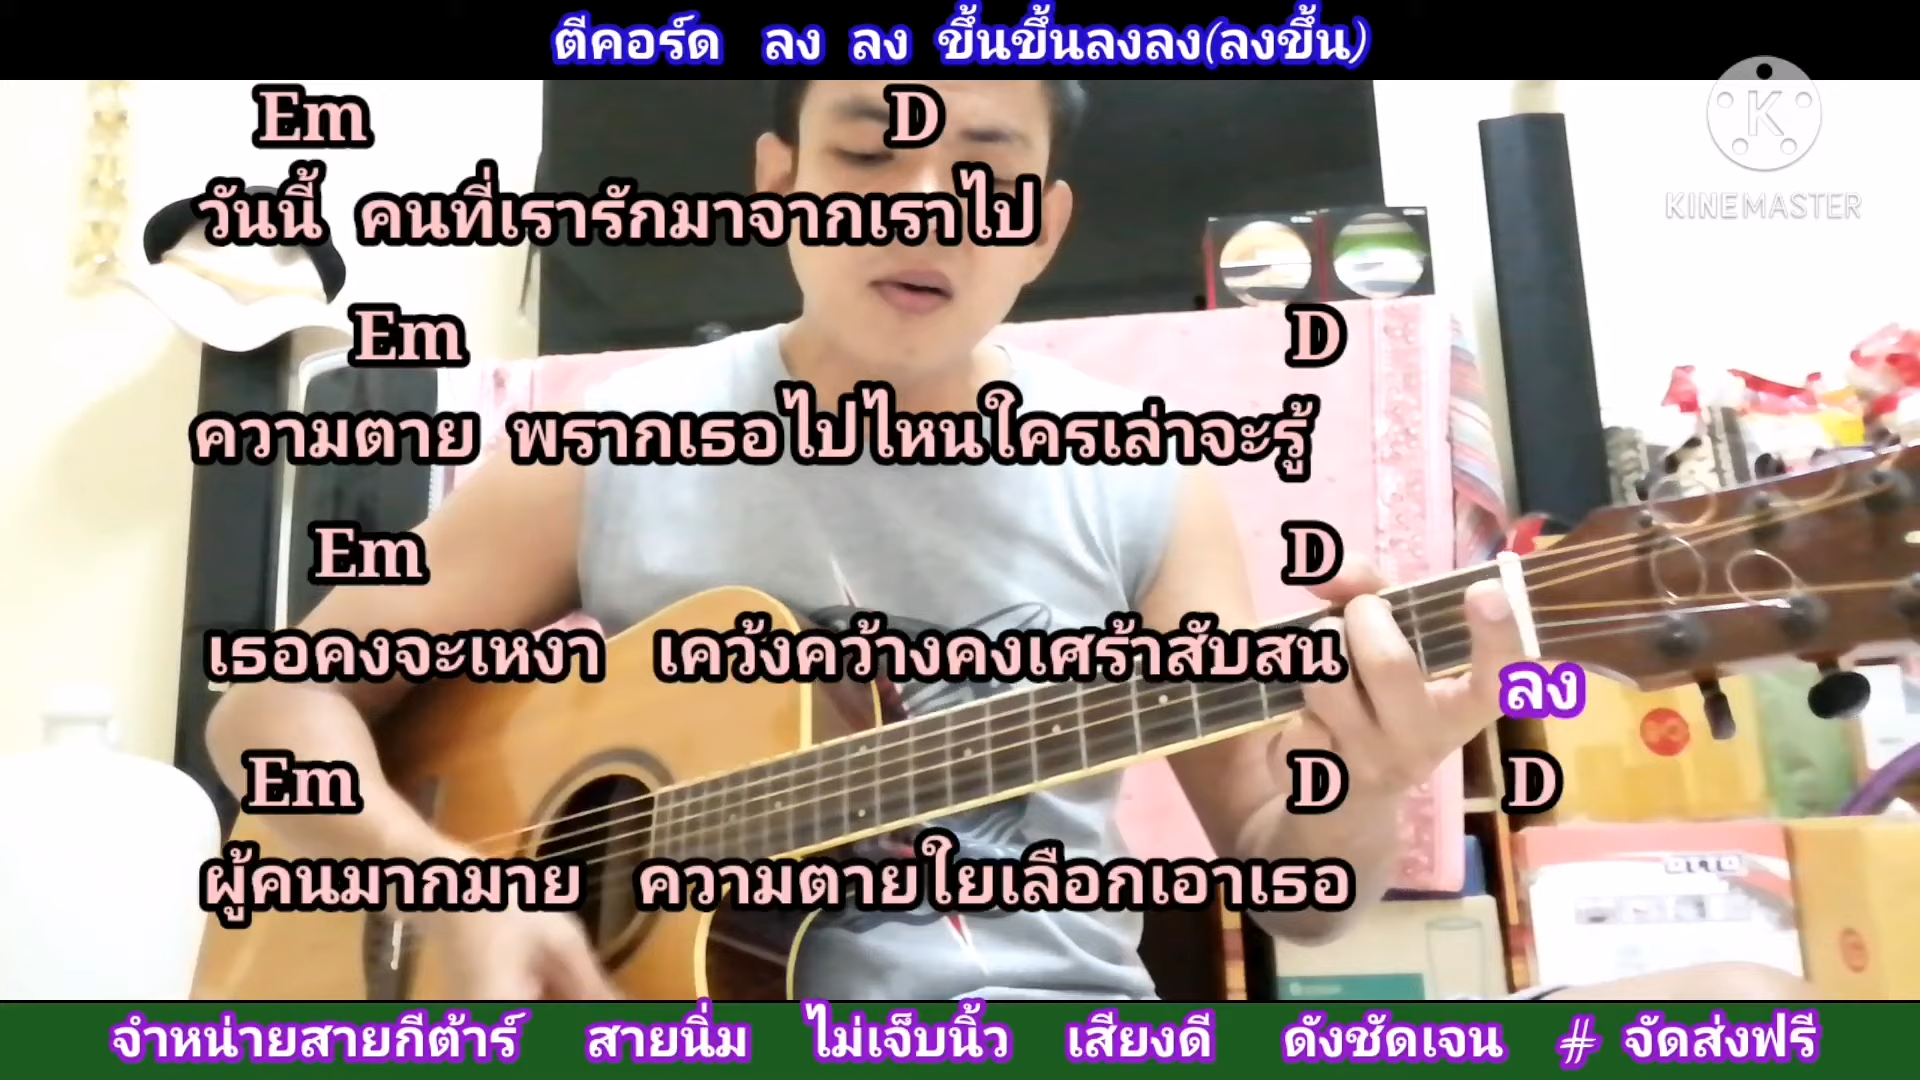 ตีคอร์ด ลง ลง ขึ้นขึ้นลงลง(ลงขึ้น)
K
KINEMASTER
Em D
วันนี้ คนที่เรารักมาจากเราไป
Em D
ความตาย พรากเธอไปไหนใครเล่าจะรู้
Em D
เธอคงจะเหงา เคว้งคว้างคงเศร้าสับสน
ลง
Em D D
ผู้คนมากมาย ความตายใยเลือกเอาเธอ
OTTO
จำหน่ายสายกีต้าร์ สายนิ่ม ไม่เจ็บนิ้ว เสียงดี ดังชัดเจน # จัดส่งฟรี